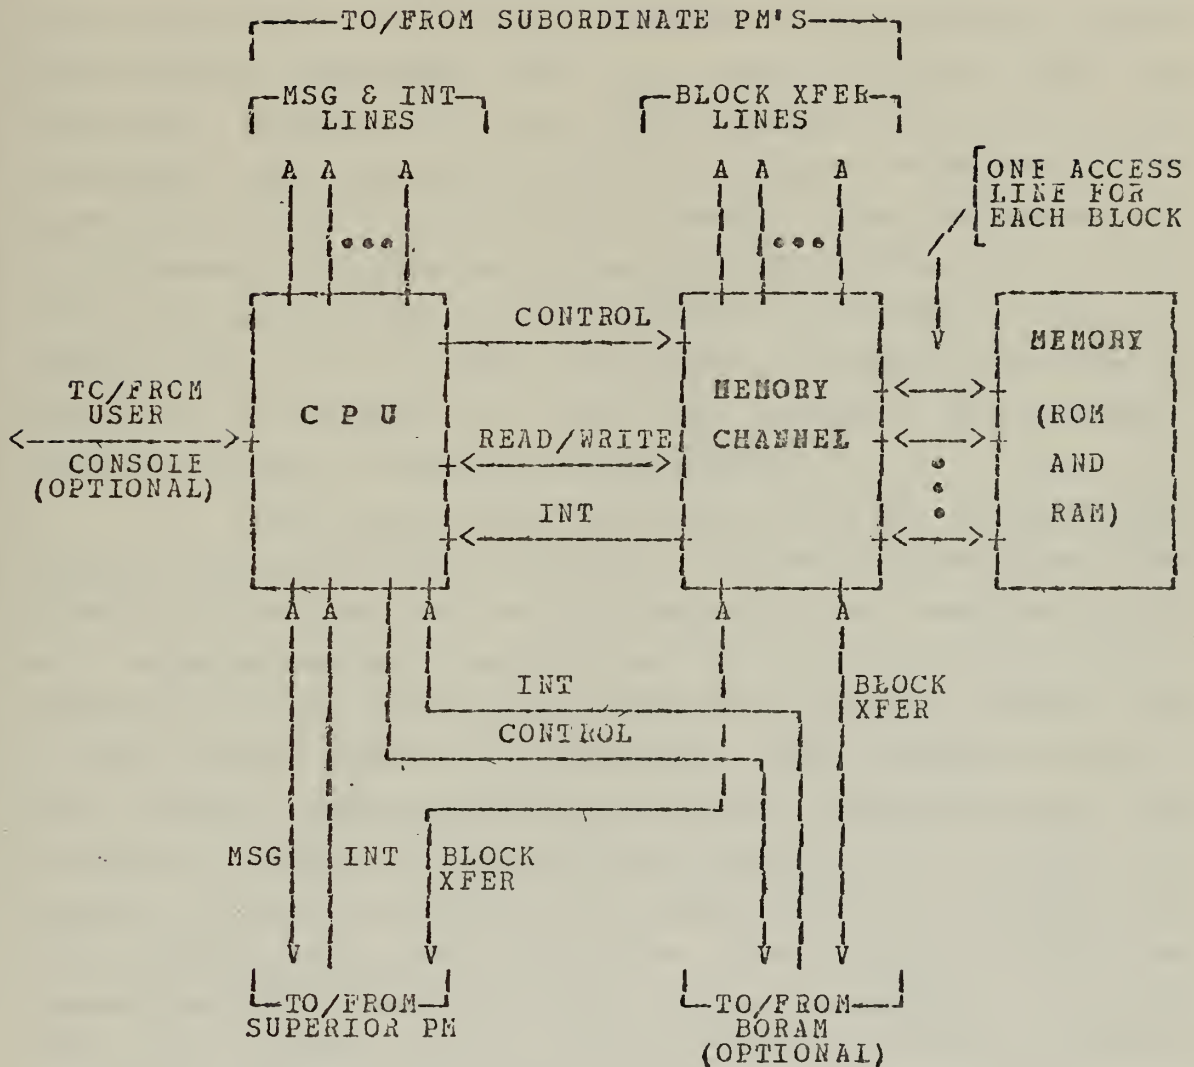 TO/FROM SUBORDINATE PM'S
MSG & INT
LINES
BLOCK XFER
LINES
A A A
A A A
ONE ACCESS
LINE FOR
EACH BLOCK
CONTROL
V
MEMORY
TO/FROM
USER
C P U
MEMORY
(ROM
READ/WRITE
CHANNEL
CONSOLE
(OPTIONAL)
AND
INT
RAM)
A A A
A A
INT
BLOCK
XFER
CONTROL
MSG
INT
BLOCK
XFER
V V
V V
TO/FROM
SUPERIOR PM
TO/FROM
BORAM
(OPTIONAL)